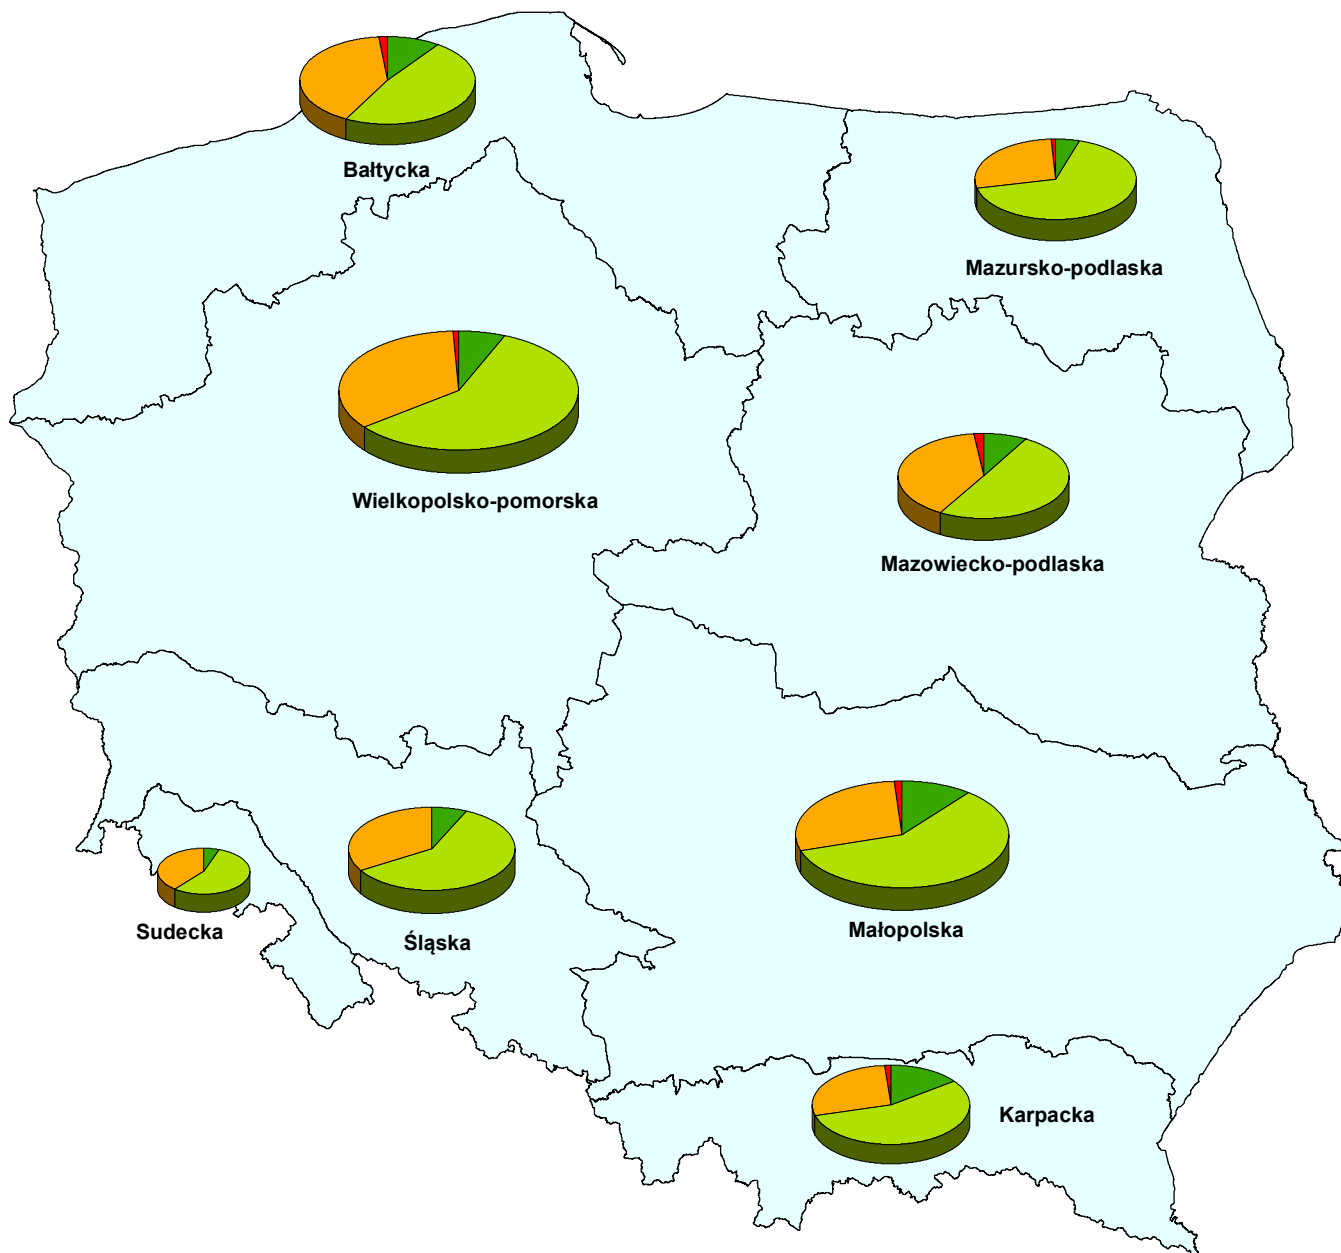 Bałtycka
Mazursko-podlaska
Wielkopolsko-pomorska
Mazowiecko-podlaska
Sudecka
Śląska
Małopolska
Karpacka